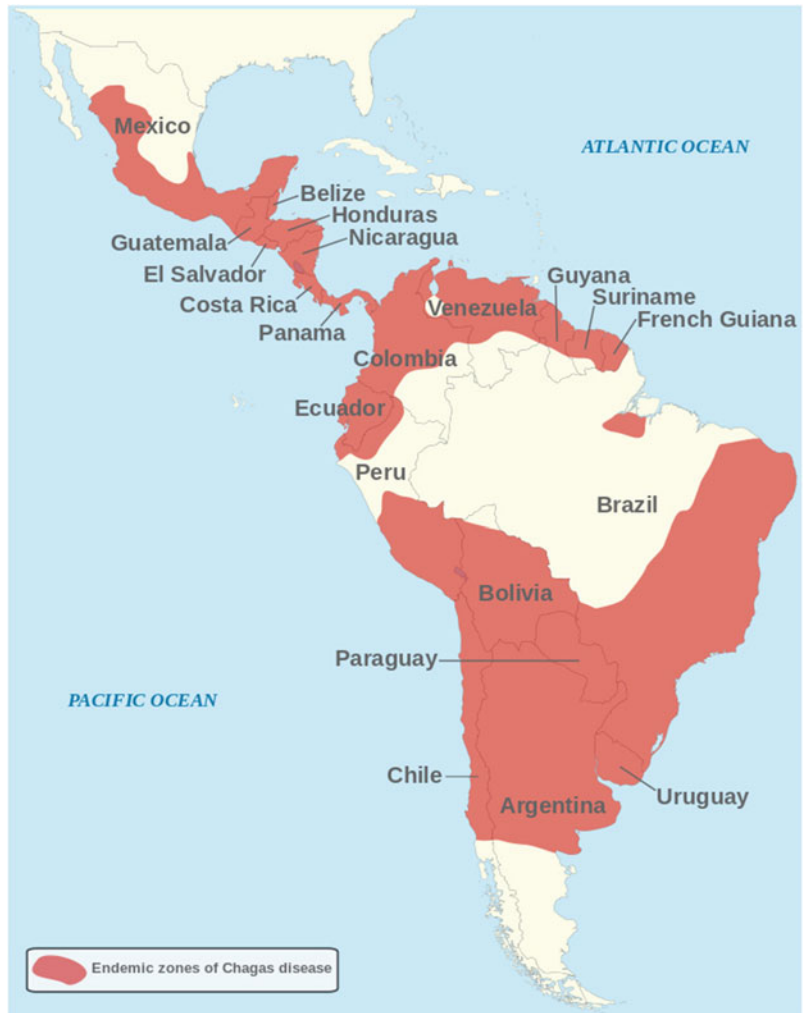 Mexico
ATLANTIC OCEAN
Belize
Honduras
Guatemala
Nicaragua
El Salvador
Guyana
Costa Rica
Suriname
Venezuela
French Guiana
Panama
Colombia
Ecuador
Peru
Brazil
Bolivia
Paraguay
PACIFIC OCEAN
Chile
Uruguay
Argentina
Endemic zones of Chagas disease